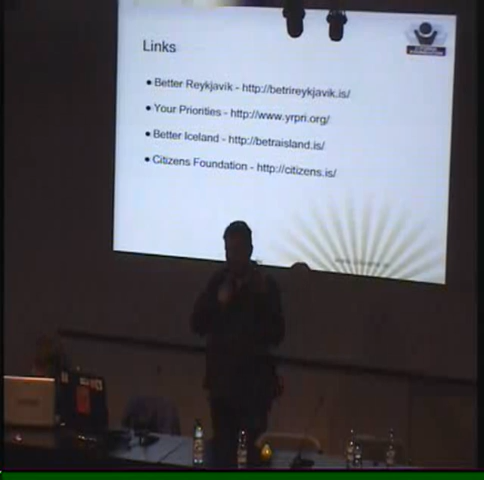 Links
• Better Reykjavik - http://betrireykjavik.is/
• Your Priorities - http://www.yrpri.org/
• Better Iceland - http://betraisland.is/
• Citizens Foundation - http://citizens.is/